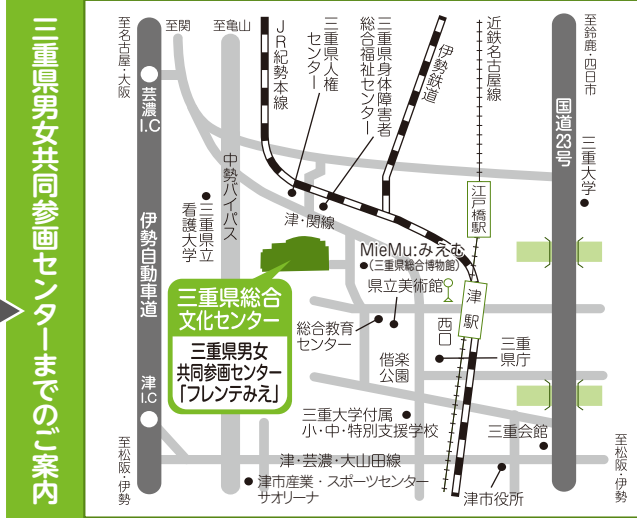 三重県男女共同参画センターまでのご案内
至名古屋・大阪
至関
至亀山
JR紀勢本線
三重県人権
センター
三重県身体障害者
総合福祉センター
伊勢鉄道
近鉄名古屋線
至鈴鹿・四日市
芸濃
I.C
国道23号
中勢バイパス
三重県立
看護大学
津・関線
江戸橋駅
三重大学
伊勢自動車道
MieMu:みえむ
(三重県総合博物館)
県立美術館
津駅
西口
三重県総合
文化センター
三重県男女
共同参画センター
「フレンテみえ」
総合教育
センター
偕楽
公園
三重
県庁
津
I.C
三重大学付属
小・中・特別支援学校
三重会館
至松阪・伊勢
津・芸濃・大山田線
至松阪・伊勢
津市産業・スポーツセンター
サオリーナ
津市役所